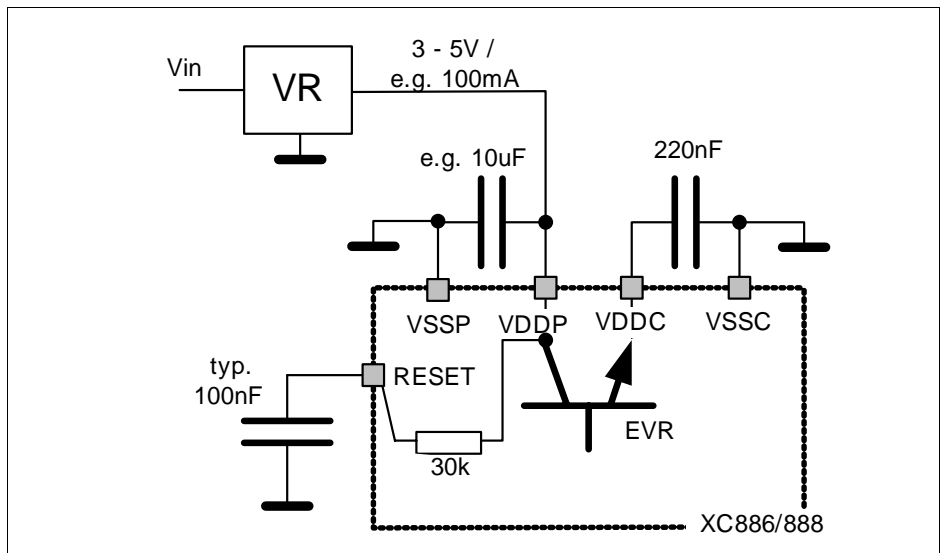 3 - 5V /
e.g. 100mA
Vin
VR
e.g. 10uF
220nF
VSSP
VDDP
VDDC
VSSC
typ.
100nF
RESET
EVR
30k
XC886/888